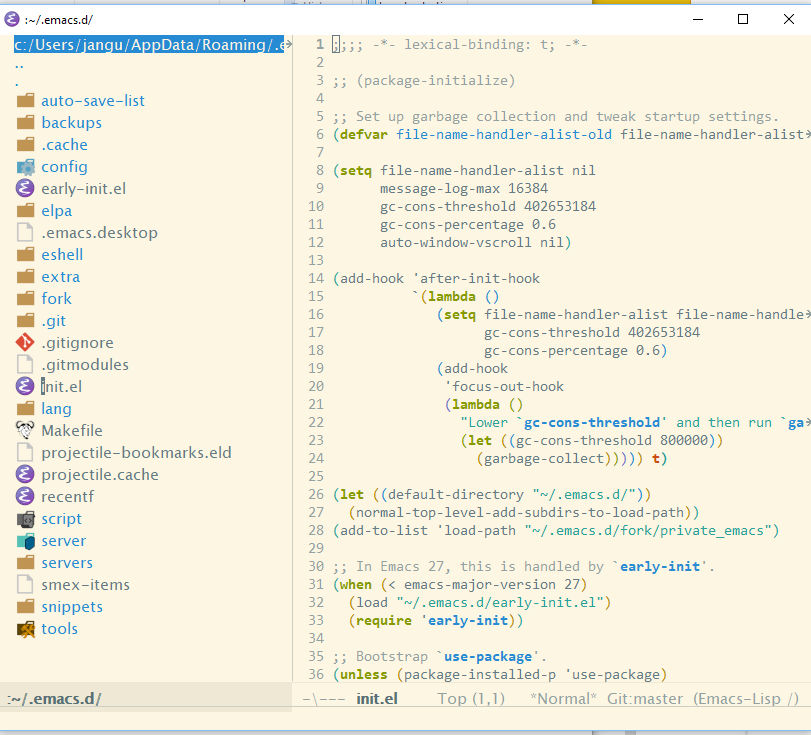 :~/.emacs.d/
c:/Users/jangu/AppData/Roaming/.e
..
.
auto-save-list
backups
.cache
config
early-init.el
elpa
.emacs.desktop
eshell
extra
fork
.git
.gitignore
.gitmodules
init.el
lang
Makefile
projectile-bookmarks.eld
projectile.cache
recentf
script
server
servers
smex-items
snippets
tools
:~/.emacs.d/
1 ;;;; -*- lexical-binding: t; -*-
2
3 ;; (package-initialize)
4
5 ;; Set up garbage collection and tweak startup settings.
6 (defvar file-name-handler-alist-old file-name-handler-alist
7
8 (setq file-name-handler-alist nil
9 message-log-max 16384
10 gc-cons-threshold 402653184
11 gc-cons-percentage 0.6
12 auto-window-vscroll nil)
13
14 (add-hook 'after-init-hook
15 `(lambda ()
16 (setq file-name-handler-alist file-name-handle
17 gc-cons-threshold 402653184
18 gc-cons-percentage 0.6)
19 (add-hook
20 'focus-out-hook
21 (lambda ()
22 "Lower `gc-cons-threshold' and then run `ga
23 (let ((gc-cons-threshold 800000))
24 (garbage-collect))))) t)
25
26 (let ((default-directory "~/.emacs.d/"))
27 (normal-top-level-add-subdirs-to-load-path))
28 (add-to-list 'load-path "~/.emacs.d/fork/private_emacs")
29
30 ;; In Emacs 27, this is handled by `early-init'.
31 (when (< emacs-major-version 27)
32 (load "~/.emacs.d/early-init.el")
33 (require 'early-init))
34
35 ;; Bootstrap `use-package'.
36 (unless (package-installed-p 'use-package)
-\--- init.el Top (1,1) *Normal* Git:master (Emacs-Lisp /)